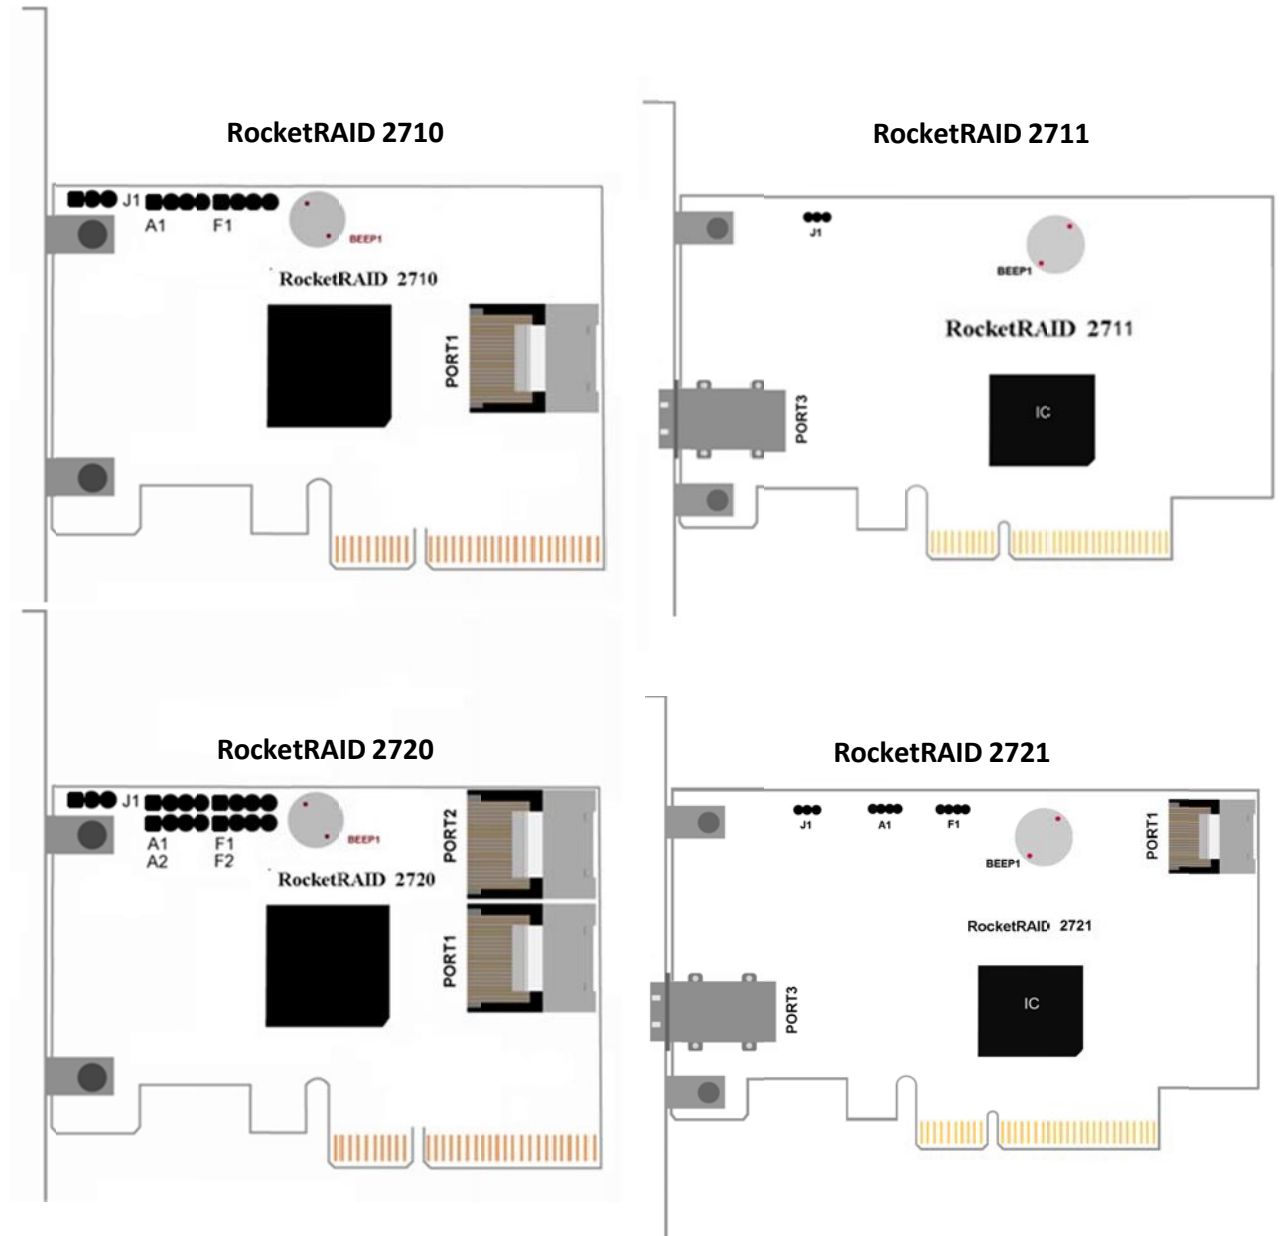 RocketRAID 2710
J1
A1 F1
BEEP1
RocketRAID 2710
PORT1
RocketRAID 2711
J1
BEEP1
RocketRAID 2711
PORT3
IC
RocketRAID 2720
J1
A1 F1
A2 F2
BEEP1
RocketRAID 2720
PORT2
PORT1
RocketRAID 2721
J1 A1 F1
BEEP1
PORT1
RocketRAID 2721
PORT3
IC